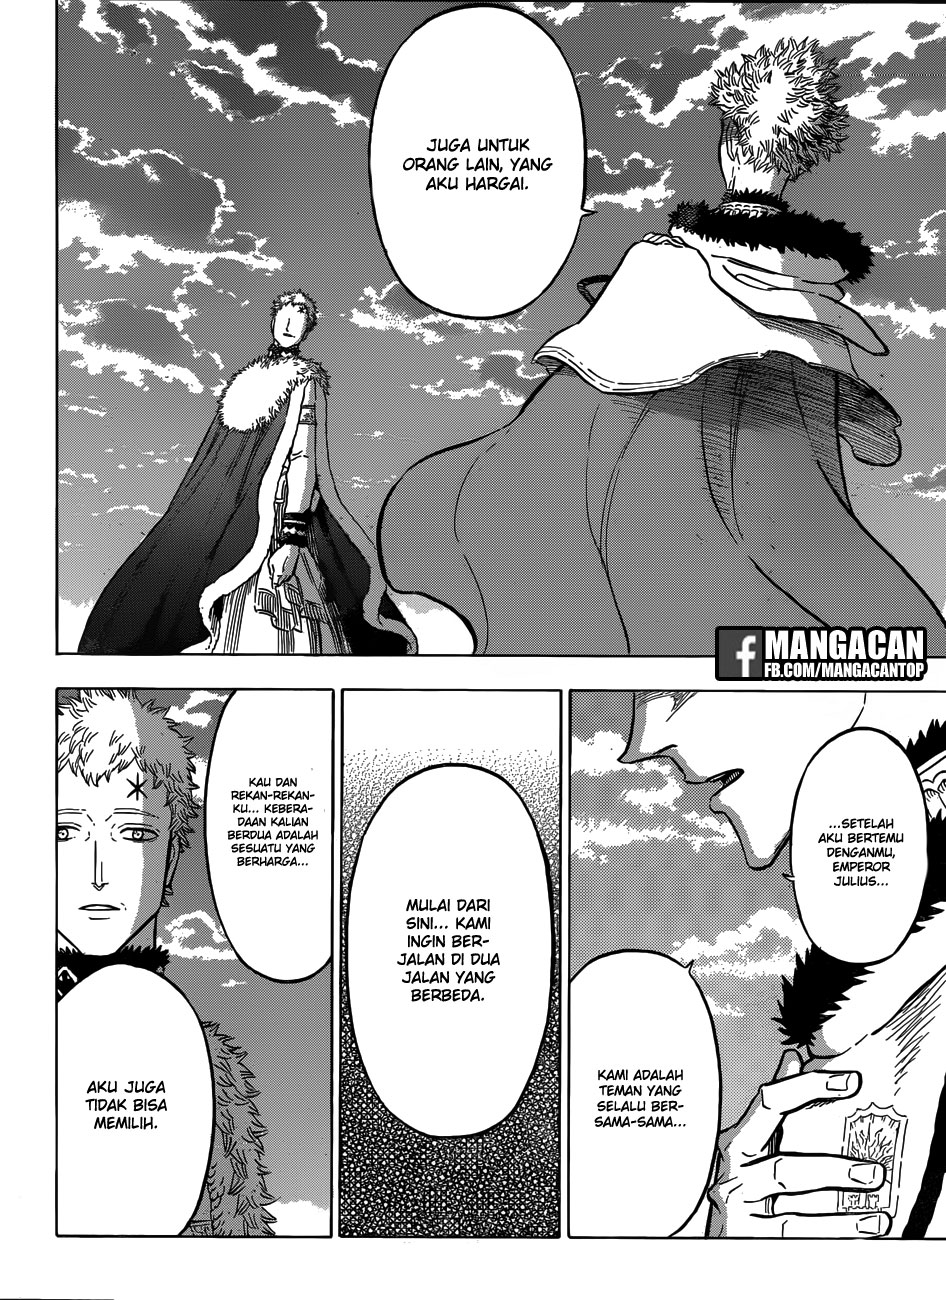 JUGA UNTUK
ORANG LAIN, YANG
AKU HARGAI.
MANGACAN
FB.COM/MANGACANTOP
...SETELAH
AKU BERTEMU
DENGANMU,
EMPEROR
JULIUS...
KAMI ADALAH
TEMAN YANG
SELALU BER-
SAMA-SAMA...
MULAI DARI
SINI... KAMI
INGIN BER-
JALAN DI DUA
JALAN YANG
BERBEDA.
KAU DAN
REKAN-REKAN-
KU... KEBERA-
DAAN KALIAN
BERDUA ADALAH
SESUATU YANG
BERHARGA...
AKU JUGA
TIDAK BISA
MEMILIH.